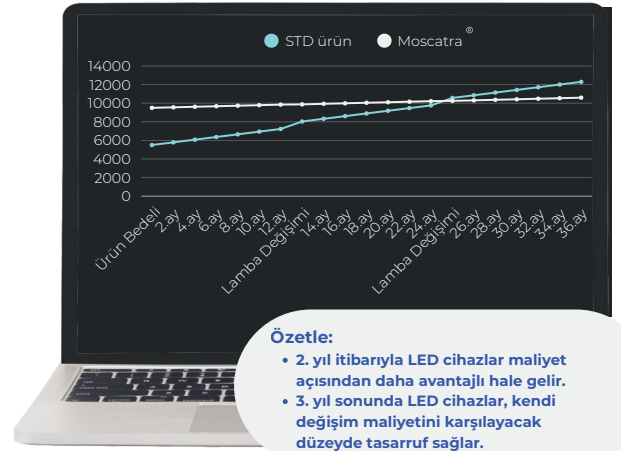 STD ürün
Moscatra®
14000
12000
10000
8000
6000
4000
2000
0
Ürün Bedeli
2.ay
4.ay
6.ay
8.ay
10.ay
12.ay
Lamba Değişimi
14.ay
16.ay
18.ay
20.ay
22.ay
24.ay
Lamba Değişimi
26.ay
28.ay
30.ay
32.ay
34.ay
36.ay
Özetle:
• 2. yıl itibarıyla LED cihazlar maliyet
açısından daha avantajlı hale gelir.
• 3. yıl sonunda LED cihazlar, kendi
değişim maliyetini karşılayacak
düzeyde tasarruf sağlar.